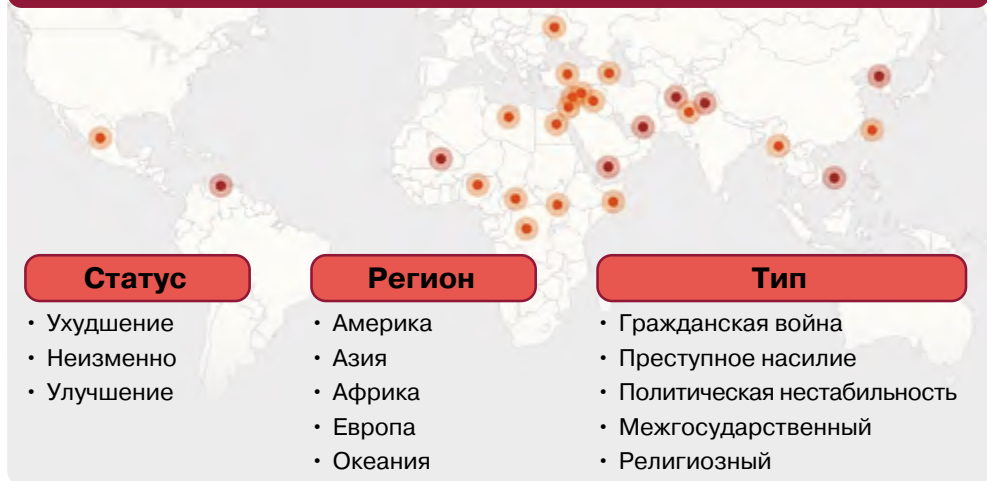 Статус
• Ухудшение
• Неизменно
• Улучшение
Регион
• Америка
• Азия
• Африка
• Европа
• Океания
Тип
• Гражданская война
• Преступное насилие
• Политическая нестабильность
• Межгосударственный
• Религиозный